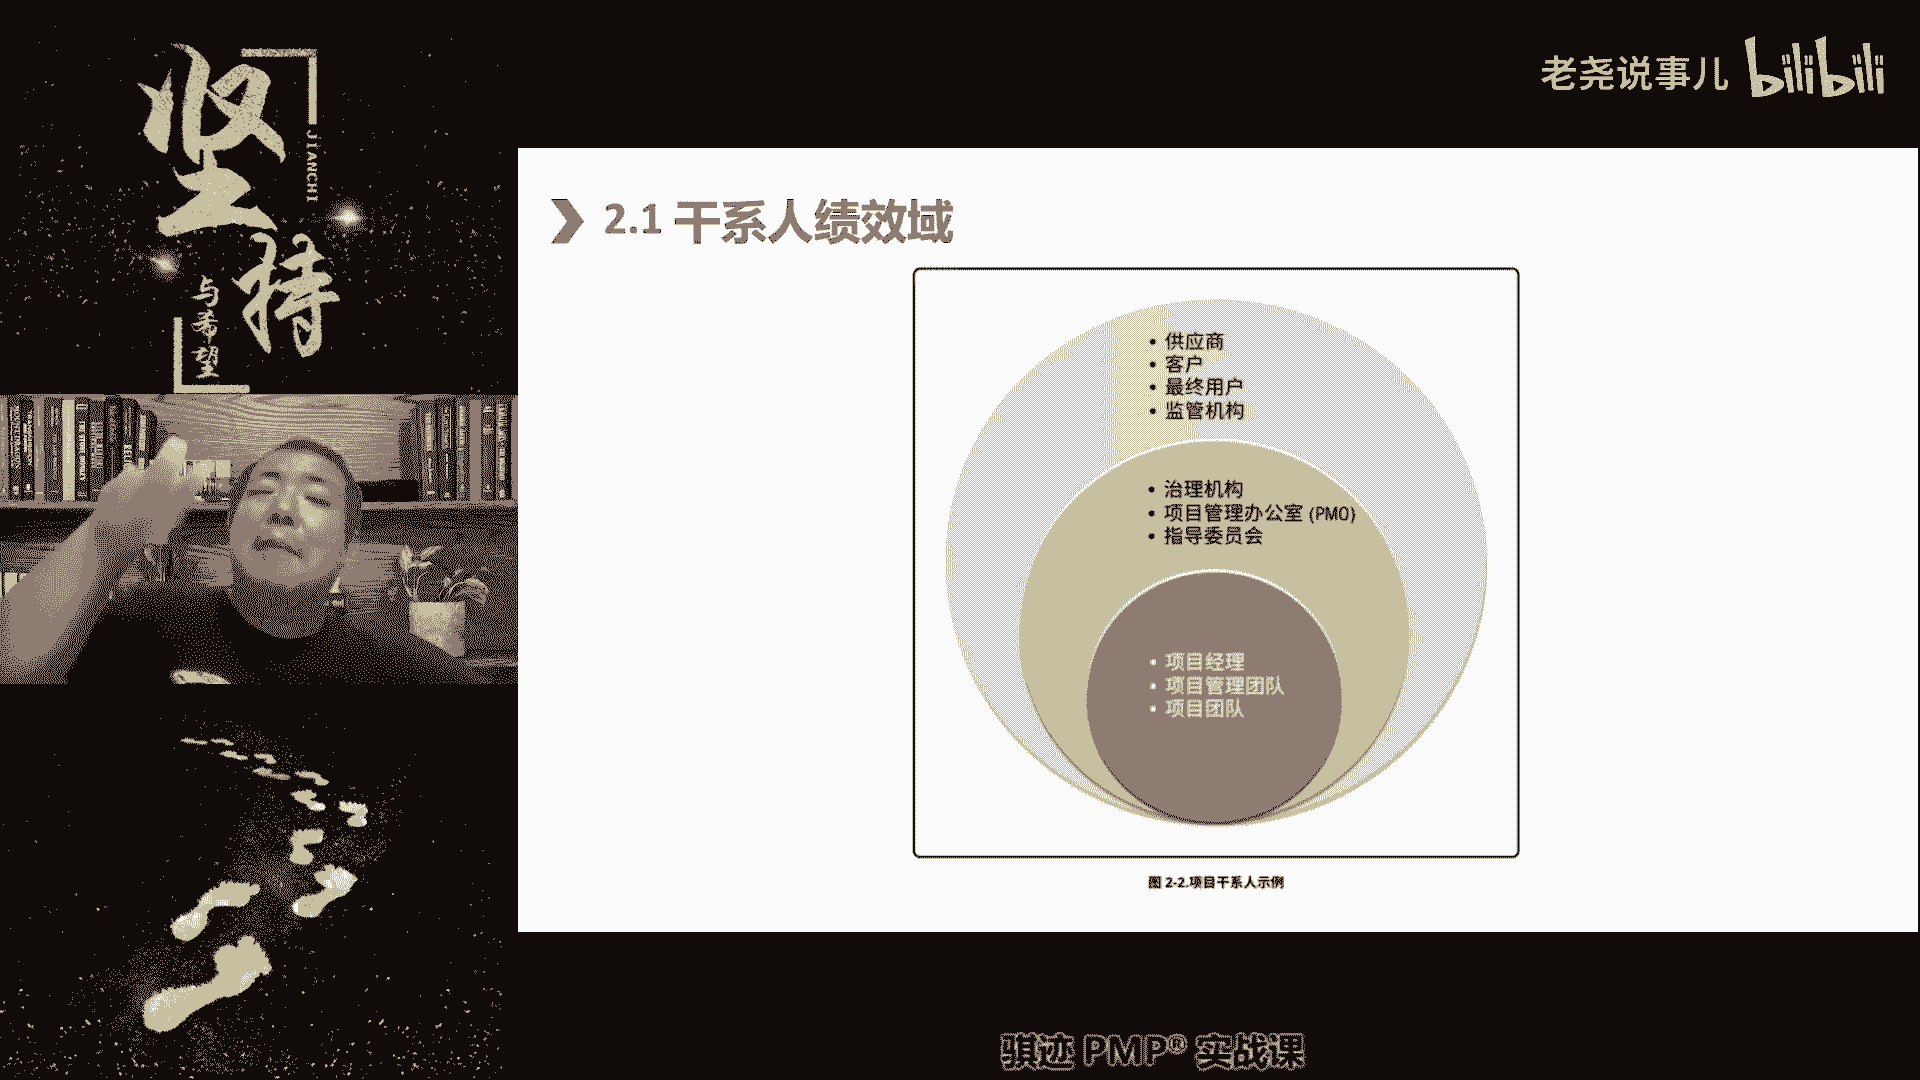 坚持
JIANCHI
与希望
老尧说事儿 bilibili
2.1 干系人绩效域
• 供应商
• 客户
• 最终用户
• 监管机构
• 治理机构
• 项目管理办公室 (PMO)
• 指导委员会
• 项目经理
• 项目管理团队
• 项目团队
图 2-2.项目干系人示例
骐迹 PMP® 实战课